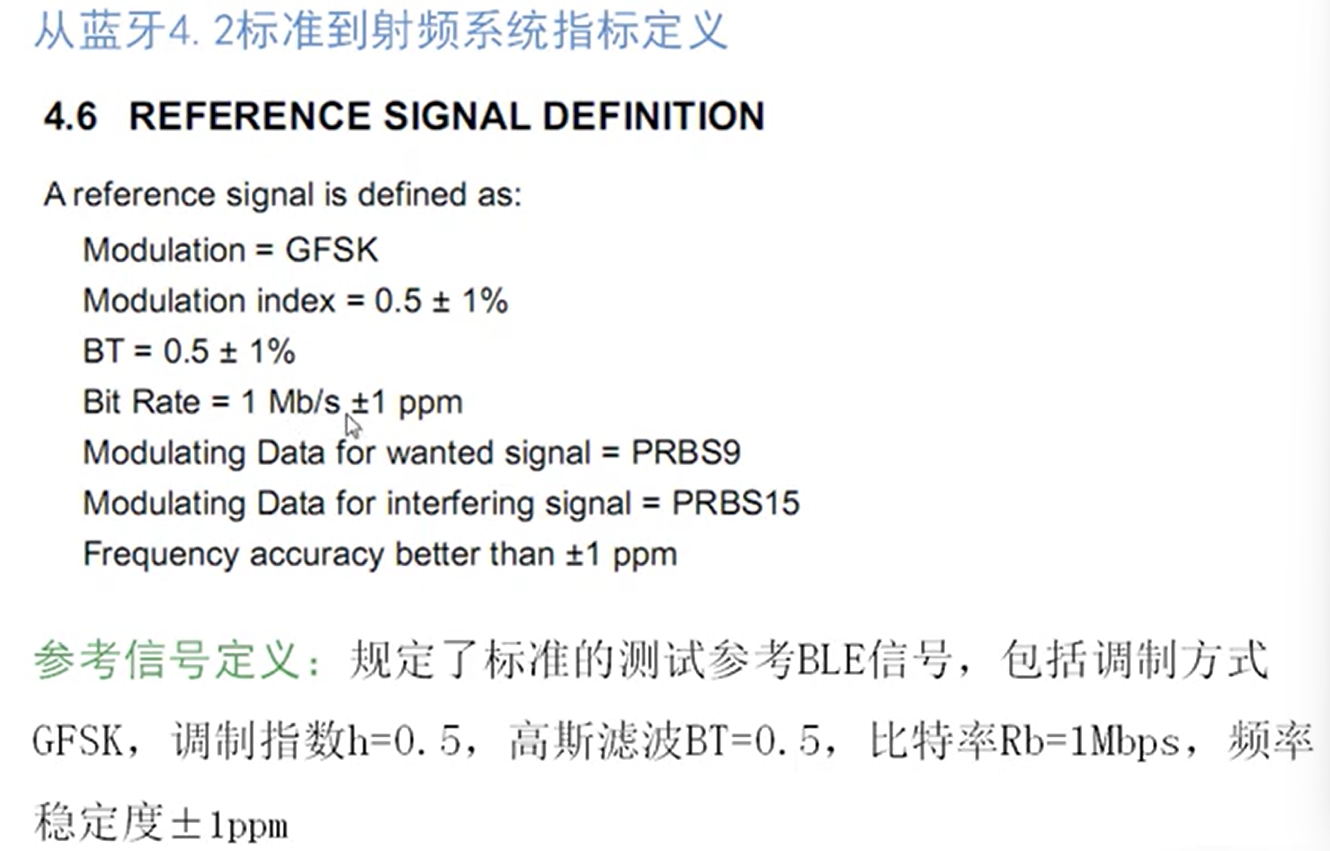 从蓝牙4.2标准到射频系统指标定义
4.6 REFERENCE SIGNAL DEFINITION
A reference signal is defined as:
Modulation = GFSK
Modulation index = 0.5 ± 1%
BT = 0.5 ± 1%
Bit Rate = 1 Mb/s ±1 ppm
Modulating Data for wanted signal = PRBS9
Modulating Data for interfering signal = PRBS15
Frequency accuracy better than ±1 ppm
参考信号定义：规定了标准的测试参考BLE信号，包括调制方式
GFSK，调制指数h=0.5，高斯滤波BT=0.5，比特率Rb=1Mbps，频率
稳定度±1ppm